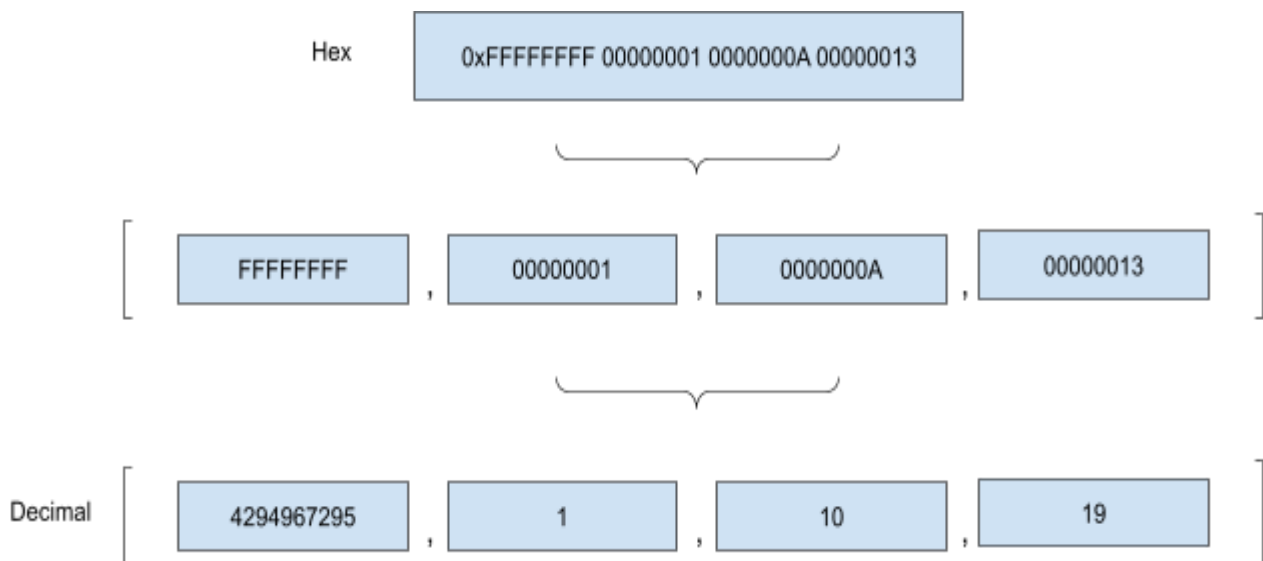 Hex 0xFFFFFFFF 00000001 0000000A 00000013
FFFFFFFF , 00000001 , 0000000A , 00000013
Decimal 4294967295 , 1 , 10 , 19